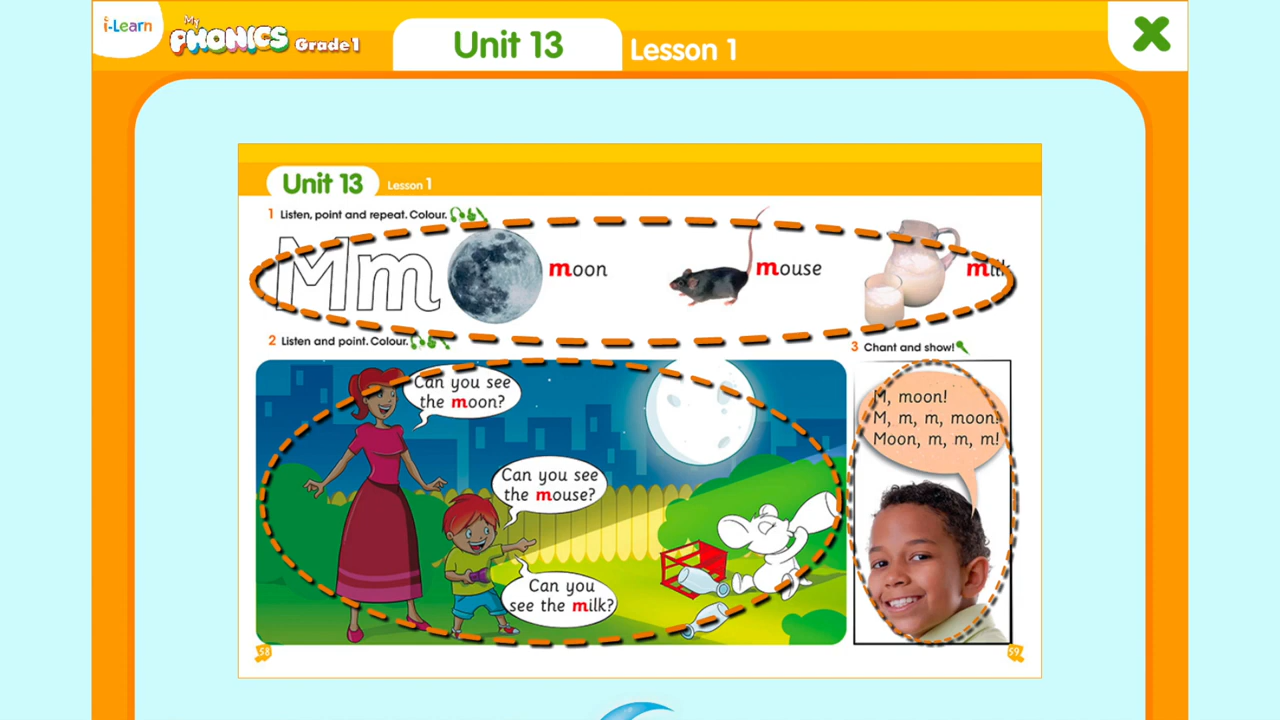 i-Learn
My
PHONICS Grade 1
Unit 13
Lesson 1
Unit 13
Lesson 1
1 Listen, point and repeat. Colour.
Mm
moon
mouse
milk
2 Listen and point. Colour.
Can you see
the moon?
Can you see
the mouse?
Can you
see the milk?
3 Chant and show!
M, moon!
M, m, m, moon!
Moon, m, m, m!
58
59